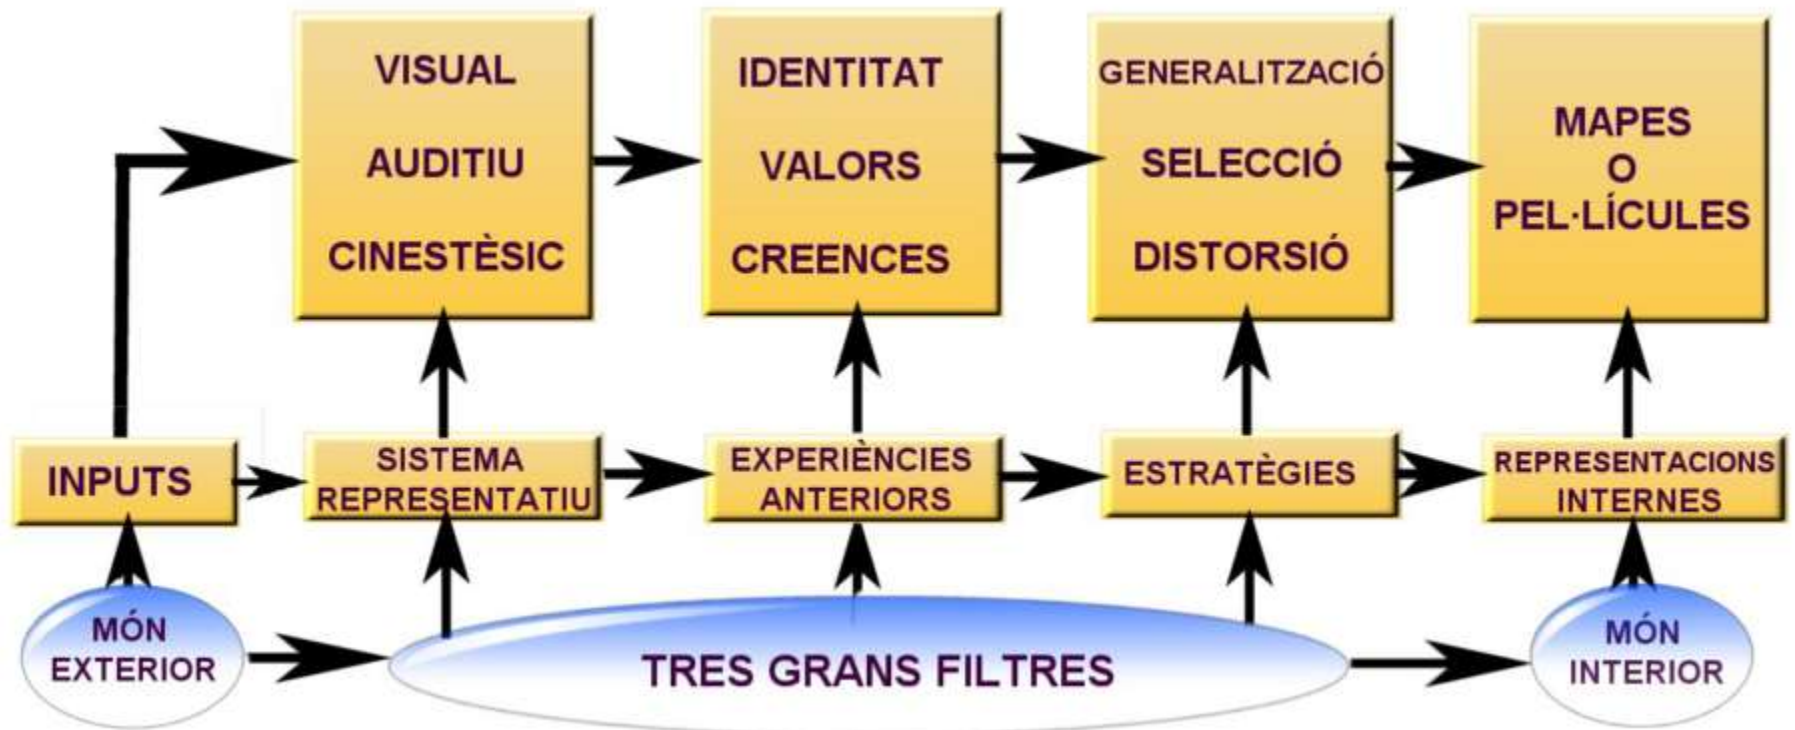 VISUAL
AUDITIU
CINESTÈSIC
IDENTITAT
VALORS
CREENCES
GENERALITZACIÓ
SELECCIÓ
DISTORSIÓ
MAPES
O
PEL·LÍCULES
INPUTS
SISTEMA
REPRESENTATIU
EXPERIÈNCIES
ANTERIORS
ESTRATÈGIES
REPRESENTACIONS
INTERNES
MÓN
EXTERIOR
TRES GRANS FILTRES
MÓN
INTERIOR